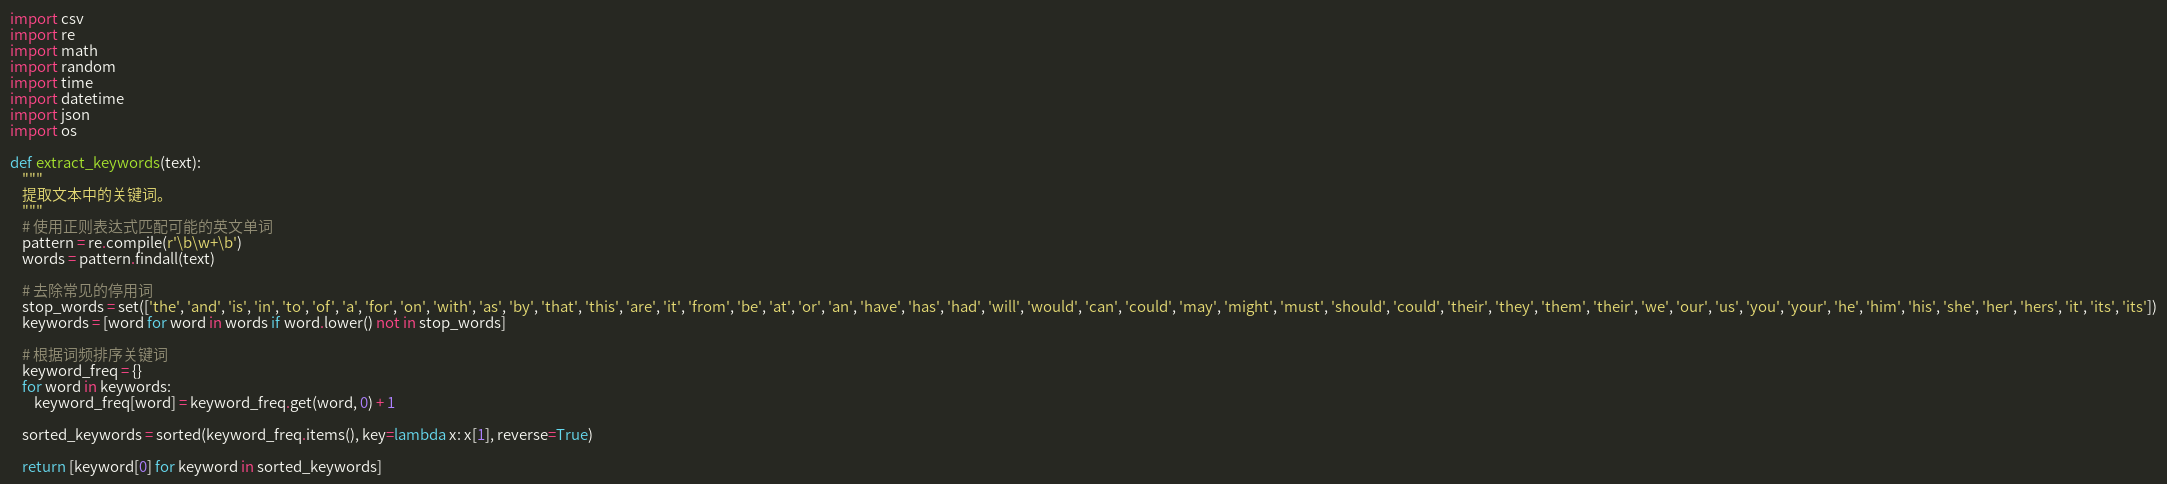 import csv
import re
import math
import random
import time
import datetime
import json
import os
def extract_keywords(text):
"""
提取文本中的关键词。
"""
# 使用正则表达式匹配可能的英文单词
pattern = re.compile(r'\b\w+\b')
words = pattern.findall(text)
# 去除常见的停用词
stop_words = set(['the', 'and', 'is', 'in', 'to', 'of', 'a', 'for', 'on', 'with', 'as', 'by', 'that', 'this', 'are', 'it', 'from', 'be', 'at', 'or', 'an', 'have', 'has', 'had', 'will', 'would', 'can', 'could', 'may', 'might', 'must', 'should', 'could', 'their', 'they', 'them', 'their', 'we', 'our', 'us', 'you', 'your', 'he', 'him', 'his', 'she', 'her', 'hers', 'it', 'its', 'its'])
keywords = [word for word in words if word.lower() not in stop_words]
# 根据词频排序关键词
keyword_freq = {}
for word in keywords:
keyword_freq[word] = keyword_freq.get(word, 0) + 1
sorted_keywords = sorted(keyword_freq.items(), key=lambda x: x[1], reverse=True)
return [keyword[0] for keyword in sorted_keywords]